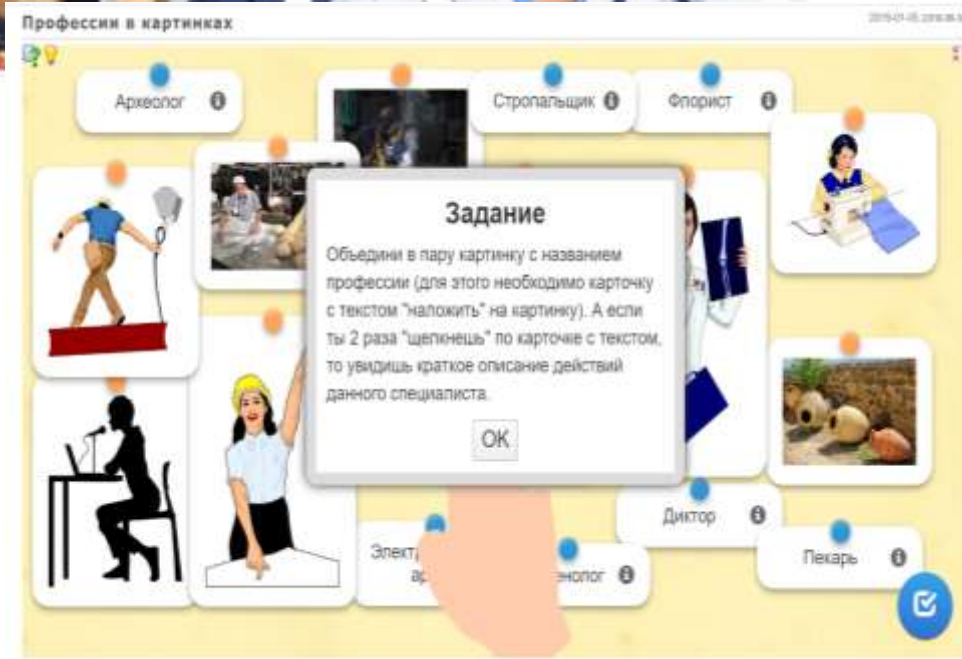 Профессии в картинках
Археолог
Стропальщик
Флорист
Задание
Объедини в пару картинку с названием
профессии (для этого необходимо карточку
с текстом "наложить" на картинку). А если
ты 2 раза "щелкнешь" по карточке с текстом,
то увидишь краткое описание действий
данного специалиста.
OK
Диктор
Пекарь